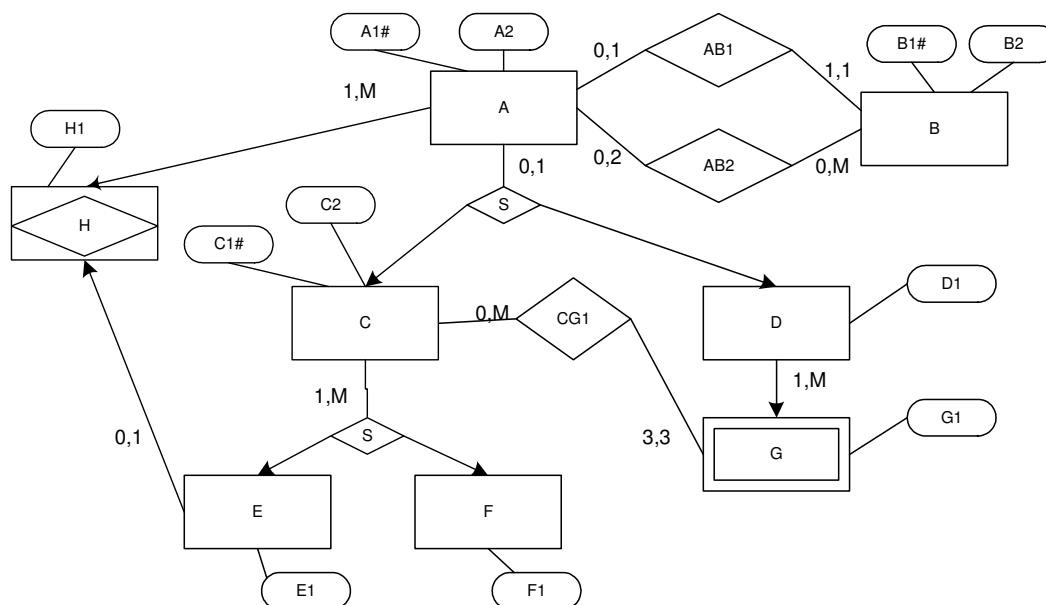 A1#
A2
0,1
AB1
B1#
B2
1,M
A
1,1
B
H1
0,2
AB2
0,M
0,1
H
S
C2
C1#
D1
C
0,M
CG1
D
1,M
1,M
S
0,1
3,3
G1
G
E
F
E1
F1